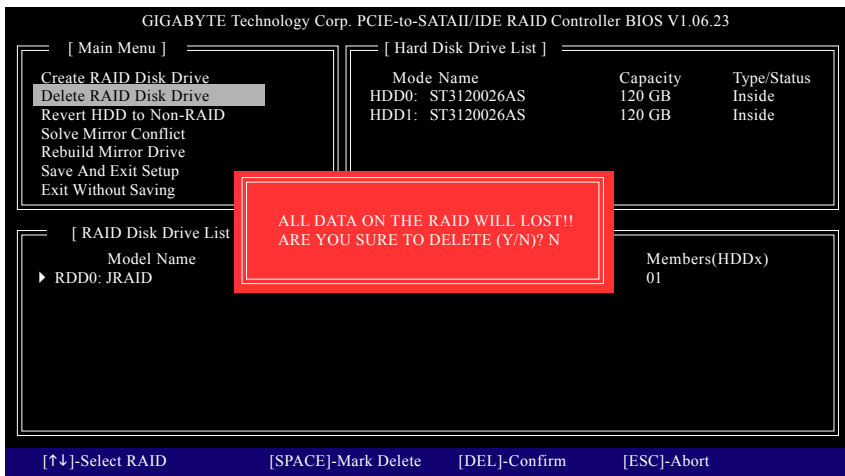 GIGABYTE Technology Corp. PCIE-to-SATAII/IDE RAID Controller BIOS V1.06.23
[ Main Menu ]
Create RAID Disk Drive
Delete RAID Disk Drive
Revert HDD to Non-RAID
Solve Mirror Conflict
Rebuild Mirror Drive
Save And Exit Setup
Exit Without Saving
[ Hard Disk Drive List ]
Mode Name Capacity Type/Status
HDD0: ST3120026AS 120 GB Inside
HDD1: ST3120026AS 120 GB Inside
ALL DATA ON THE RAID WILL LOST!!
ARE YOU SURE TO DELETE (Y/N)? N
[ RAID Disk Drive List
Model Name Members(HDDx)
RDD0: JRAID 01
[↑↓]-Select RAID [SPACE]-Mark Delete [DEL]-Confirm [ESC]-Abort